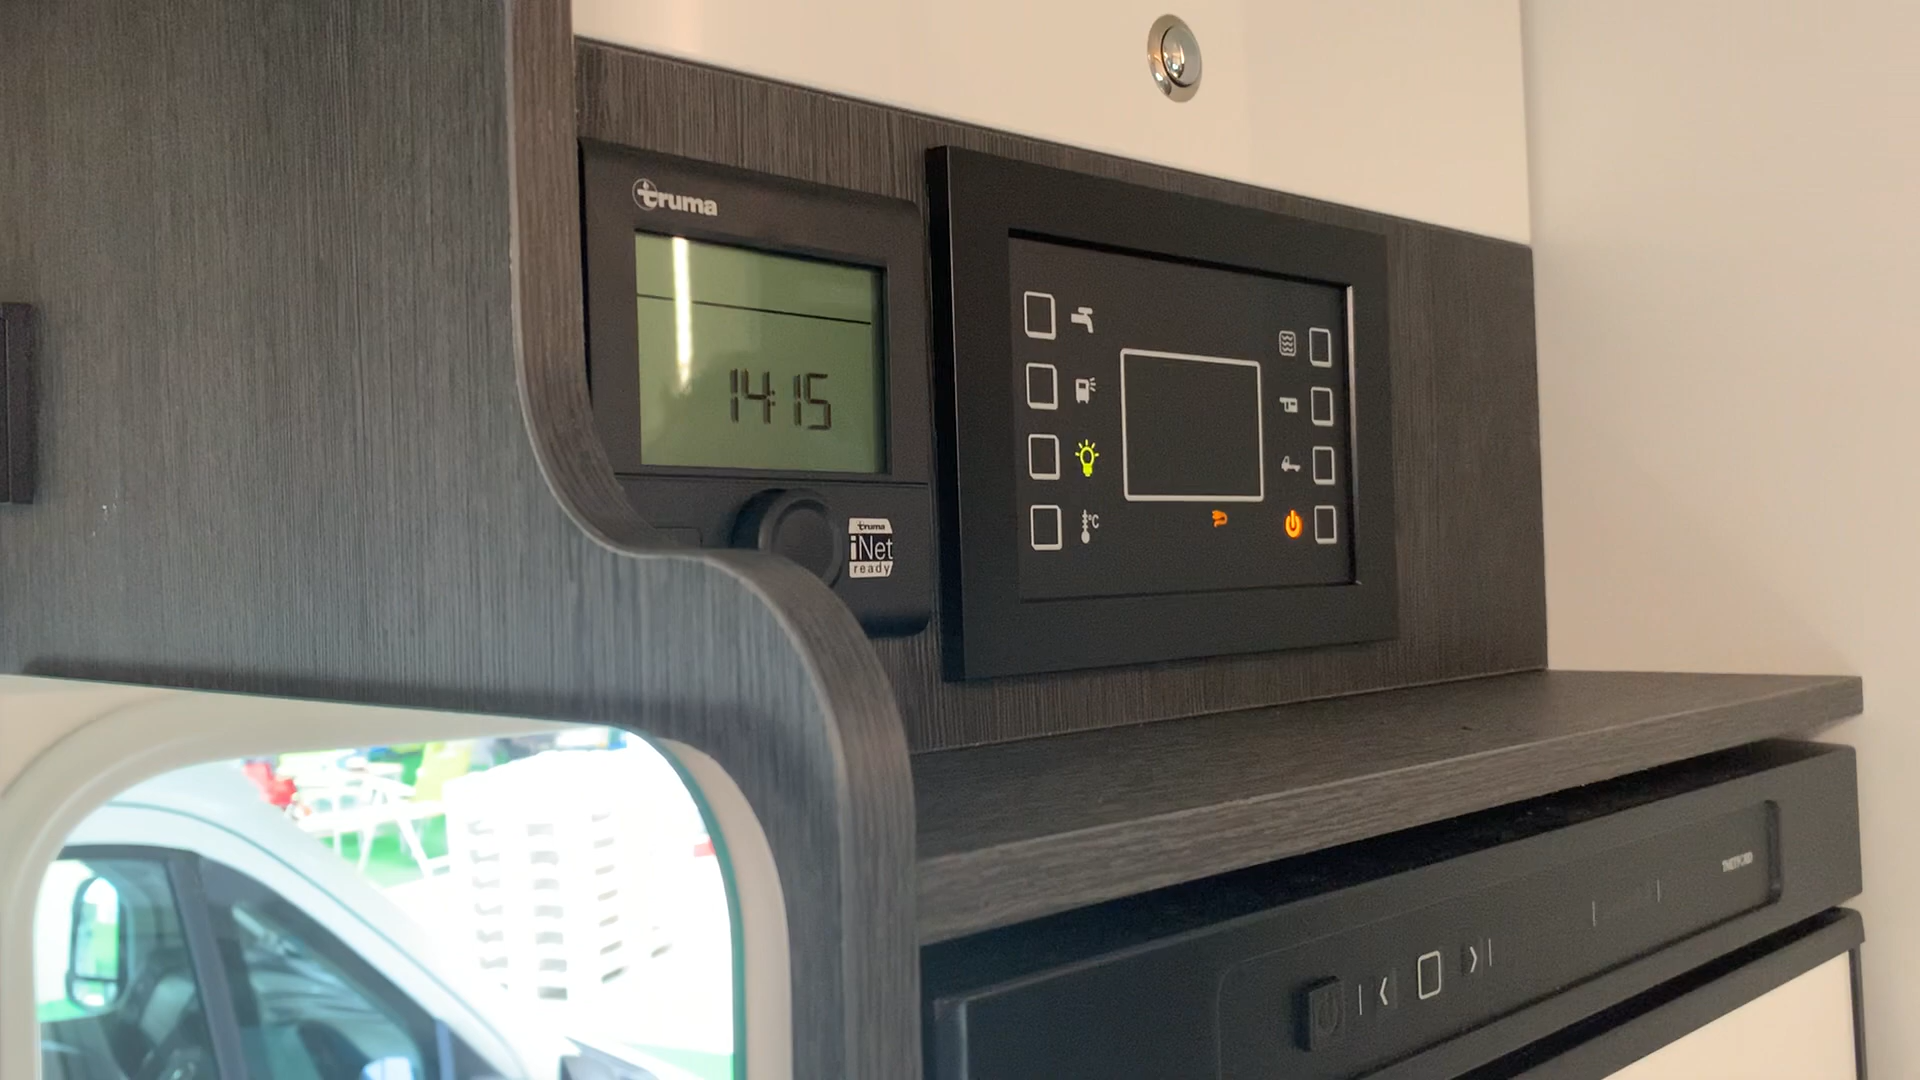 truma
14:15
truma
iNet
ready
°C
THETFORD